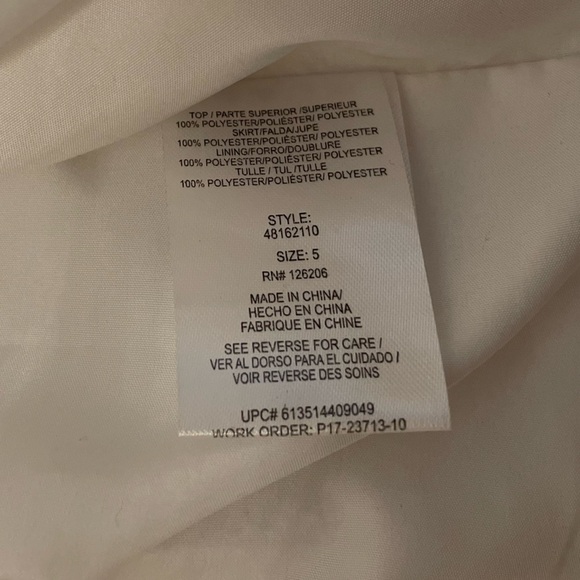 TOP / PARTE SUPERIOR /SUPERIEUR
100% POLYESTER/POLIÉSTER/ POLYESTER
SKIRT/FALDA/JUPE
100% POLYESTER/POLIÉSTER/ POLYESTER
LINING/FORRO/DOUBLURE
100% POLYESTER/POLIÉSTER/ POLYESTER
TULLE / TUL /TULLE
100% POLYESTER/POLIÉSTER/ POLYESTER
STYLE:
48162110
SIZE: 5
RN# 126206
MADE IN CHINA/
HECHO EN CHINA
FABRIQUE EN CHINE
SEE REVERSE FOR CARE /
VER AL DORSO PARA EL CUIDADO /
VOIR REVERSE DES SOINS
UPC# 613514409049
WORK ORDER: P17-23713-10